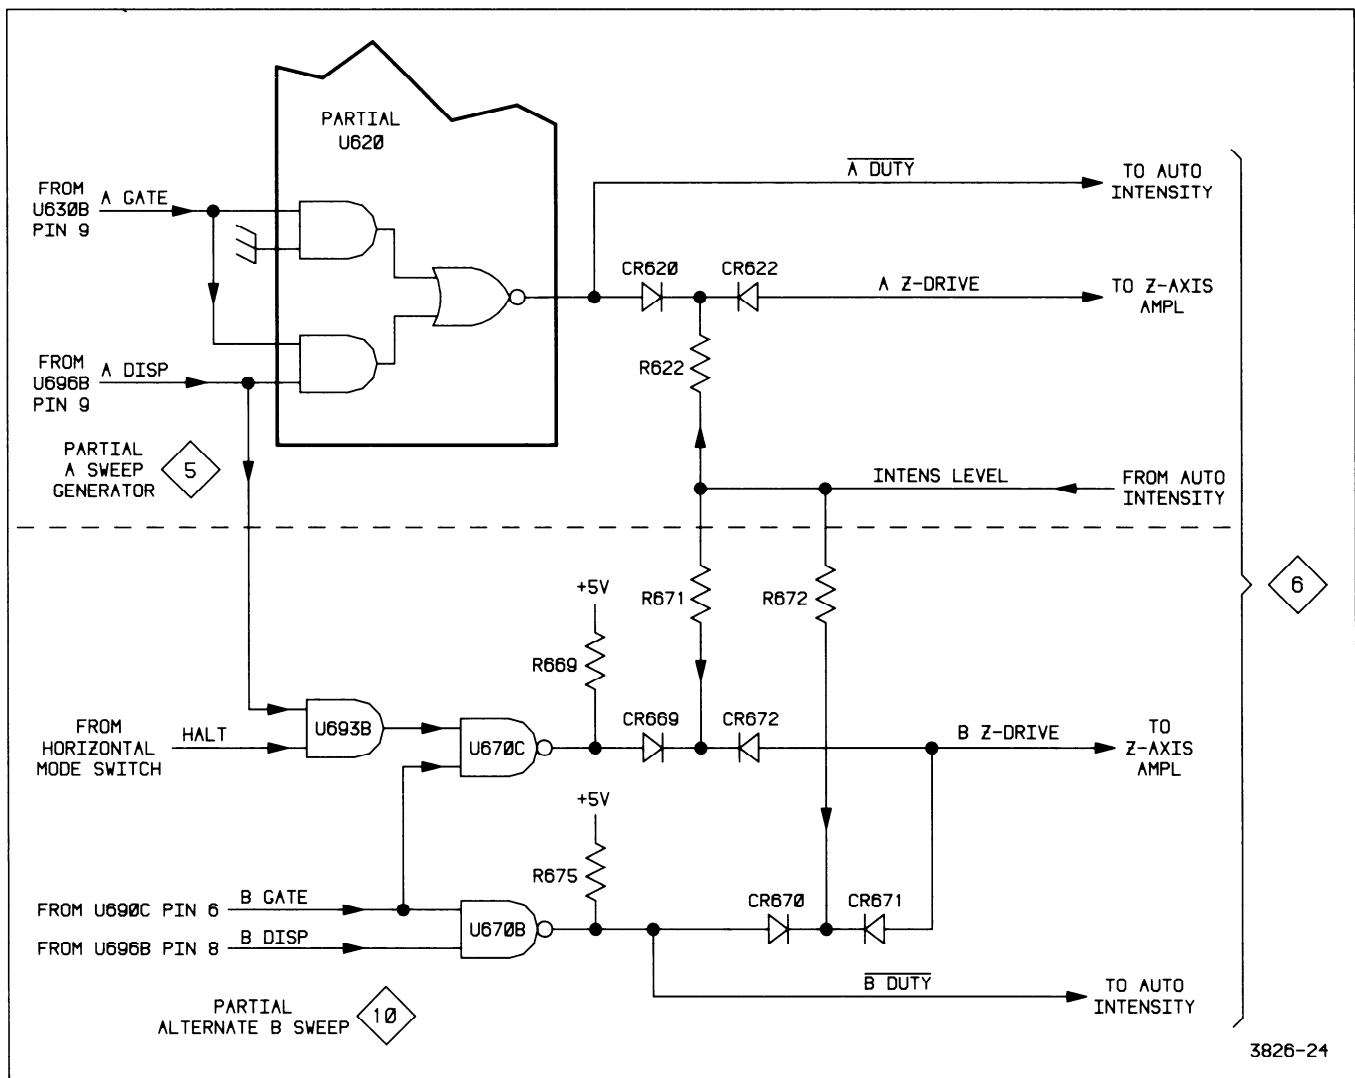 PARTIAL
U620
FROM
U630B
PIN 9
A GATE
A DUTY
TO AUTO
INTENSITY
CR620
CR622
A Z-DRIVE
TO Z-AXIS
AMPL
FROM
U696B
PIN 9
A DISP
R622
PARTIAL
A SWEEP
GENERATOR
5
INTENS LEVEL
FROM AUTO
INTENSITY
6
+5V
R671
R672
R669
FROM
HORIZONTAL
MODE SWITCH
HALT
U693B
U670C
CR669
CR672
B Z-DRIVE
TO
Z-AXIS
AMPL
+5V
R675
FROM U690C PIN 6
B GATE
U670B
CR670
CR671
FROM U696B PIN 8
B DISP
B DUTY
TO AUTO
INTENSITY
PARTIAL
ALTERNATE B SWEEP
10
3826-24